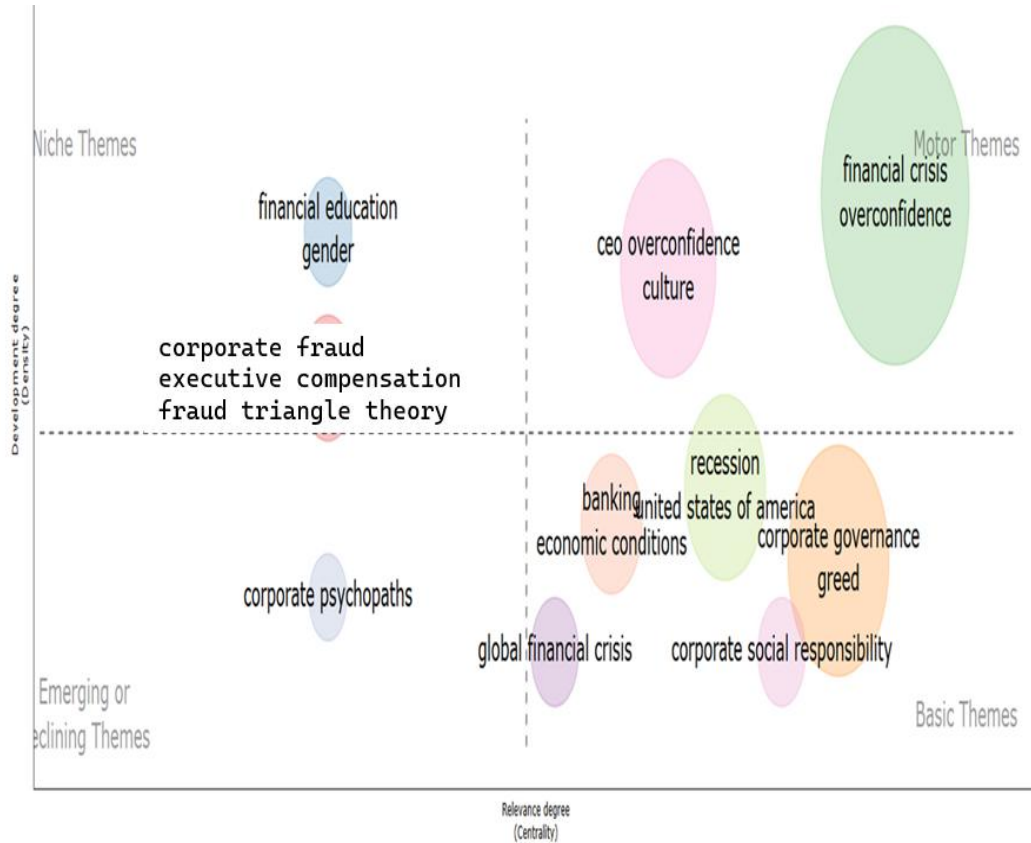 Niche Themes
Motor Themes
financial crisis
overconfidence
financial education
gender
ceo overconfidence
culture
corporate fraud
executive compensation
fraud triangle theory
Development degree
(Density)
recession
united states of america
banking
economic conditions
corporate governance
greed
corporate psychopaths
global financial crisis
corporate social responsibility
Emerging or
eclining Themes
Basic Themes
Relevance degree
(Centrality)